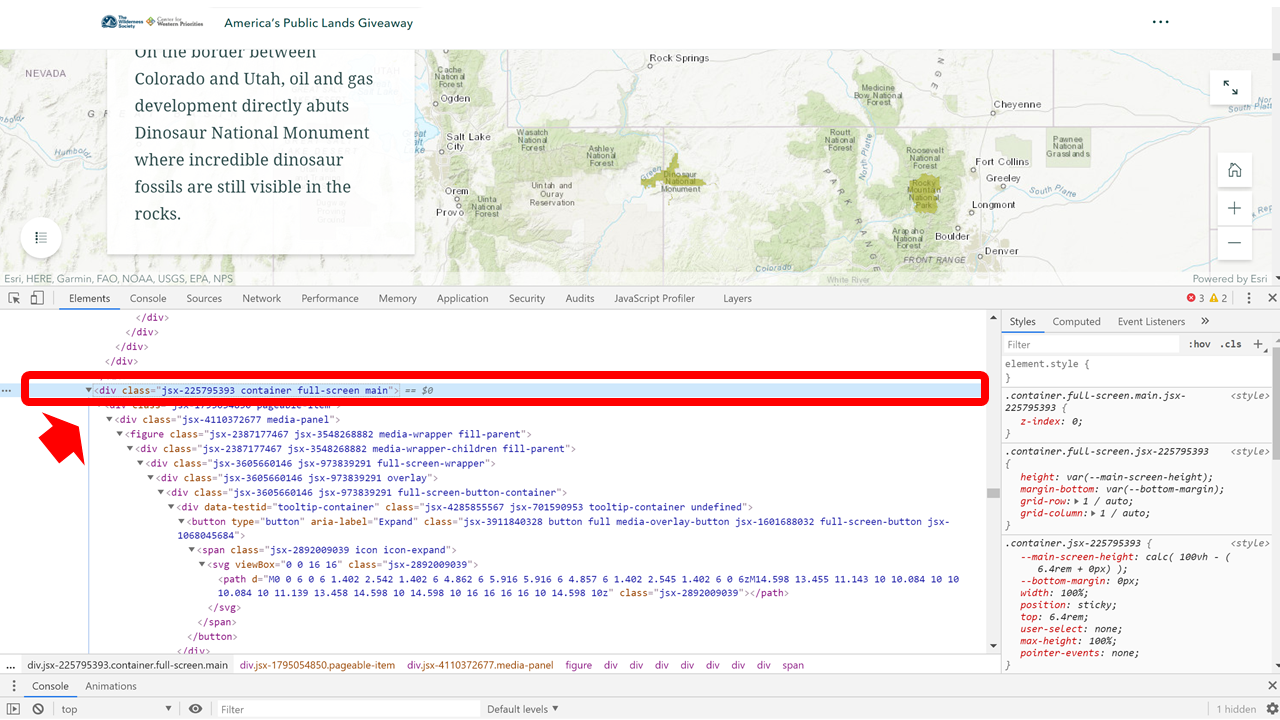 The Wilderness Society
Center for Western Priorities
America's Public Lands Giveaway
On the border between
Colorado and Utah, oil and gas
development directly abuts
Dinosaur National Monument
where incredible dinosaur
fossils are still visible in the
rocks.
NEVADA
Cache
National
Forest
Ogden
Salt Lake
City
Orem
Provo
Wasatch
National
Forest
Ashley
National
Forest
Uintah and
Ouray
Reservation
Uinta
National
Forest
Rock Springs
Green
Dinosaur
National
Monument
Medicine
Bow National
Forest
Cheyenne
South Platte
Routt
National
Forest
North Platte
Roosevelt
National
Forest
Pawnee
National
Grasslands
Fort Collins
Greeley
South Platte
Rocky
Mountain
National
Park
PARK RANGE
Longmont
Arapaho
National
Forest
Boulder
Denver
FRONT RANGE
Colorado
White River
Esri, HERE, Garmin, FAO, NOAA, USGS, EPA, NPS
Powered by Esri
Elements Console Sources Network Performance Memory Application Security Audits JavaScript Profiler Layers
3 2
</div>
</div>
</div>
</div>
... <div class="jsx-225795393 container full-screen main"> == $0
<div class="jsx-1795054850 pageable-item">
<div class="jsx-4110372677 media-panel">
<figure class="jsx-2387177467 jsx-3548268882 media-wrapper fill-parent">
<div class="jsx-2387177467 jsx-3548268882 media-wrapper-children fill-parent">
<div class="jsx-3605660146 jsx-973839291 full-screen-wrapper">
<div class="jsx-3605660146 jsx-973839291 overlay">
<div class="jsx-3605660146 jsx-973839291 full-screen-button-container">
<div data-testid="tooltip-container" class="jsx-4285855567 jsx-701590953 tooltip-container undefined">
<button type="button" aria-label="Expand" class="jsx-3911840328 button full media-overlay-button jsx-1601688032 full-screen-button jsx-
1068045684">
<span class="jsx-2892009039 icon icon-expand">
<svg viewBox="0 0 16 16" class="jsx-2892009039">
<path d="M0 0 6 0 6 1.402 2.542 1.402 6 4.862 6 5.916 5.916 6 4.857 6 1.402 2.545 1.402 6 0 6zM14.598 13.455 11.143 10 10.084 10 10
10.084 10 11.139 13.458 14.598 10 14.598 10 16 16 16 16 10 14.598 10z" class="jsx-2892009039"></path>
</svg>
</span>
</button>
</div>
Styles Computed Event Listeners »
Filter :hov .cls +
element.style {
}
.container.full-screen.main.jsx- <style>
225795393 {
z-index: 0;
}
.container.full-screen.jsx-225795393 <style>
{
height: var(--main-screen-height);
margin-bottom: var(--bottom-margin);
grid-row: 1 / auto;
grid-column: 1 / auto;
}
.container.jsx-225795393 { <style>
--main-screen-height: calc( 100vh - (
6.4rem + 0px) );
--bottom-margin: 0px;
width: 100%;
position: sticky;
top: 6.4rem;
user-select: none;
max-height: 100%;
pointer-events: none;
}
... div.jsx-225795393.container.full-screen.main div.jsx-1795054850.pageable-item div.jsx-4110372677.media-panel figure div div div div div div div span
Console Animations
top Filter Default levels 1 hidden